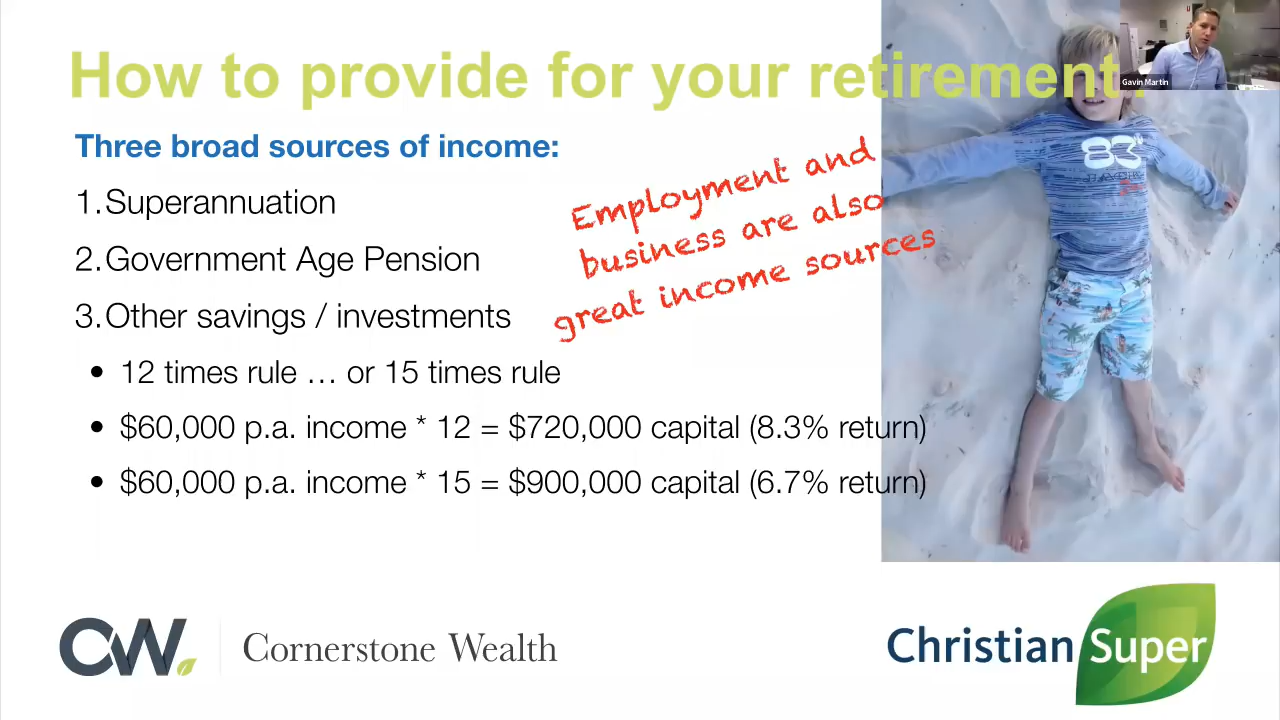 How to provide for your retirement
Gavin Martin
Three broad sources of income:
1. Superannuation
2. Government Age Pension
3. Other savings / investments
Employment and
business are also
great income sources
• 12 times rule … or 15 times rule
• $60,000 p.a. income * 12 = $720,000 capital (8.3% return)
• $60,000 p.a. income * 15 = $900,000 capital (6.7% return)
83
CW.
Cornerstone Wealth
Christian Super